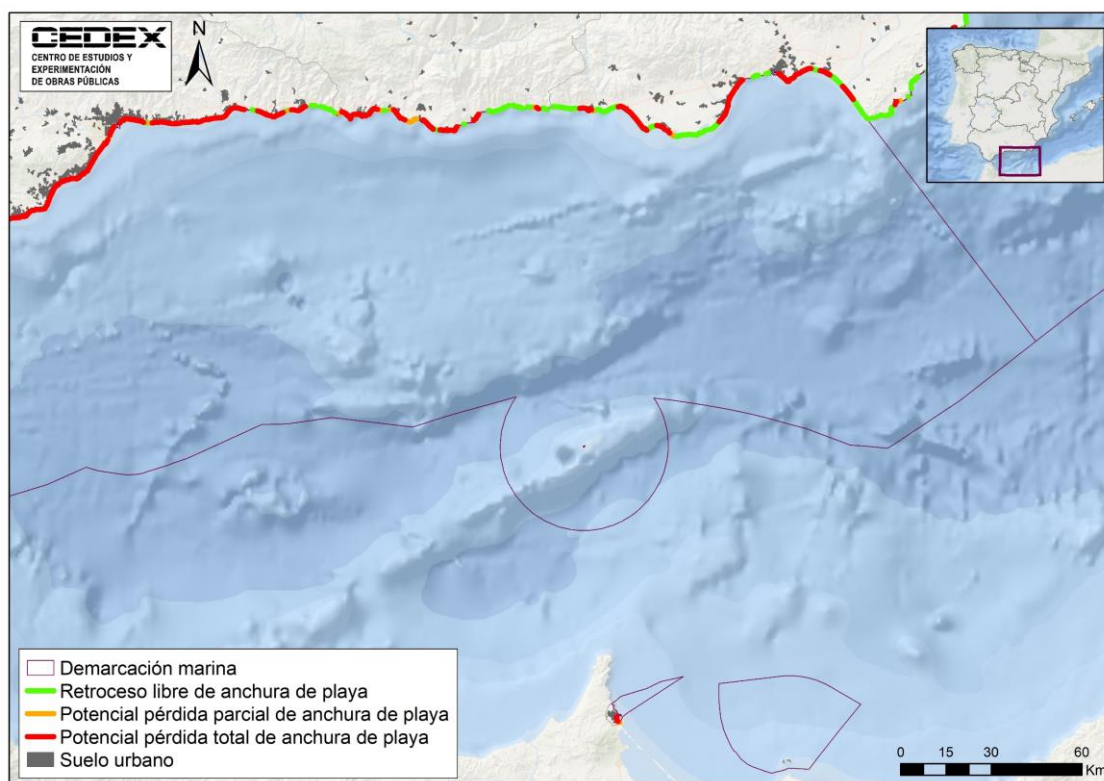 CEDEX
CENTRO DE ESTUDIOS Y
EXPERIMENTACIÓN
DE OBRAS PÚBLICAS
N
Demarcación marina
Retroceso libre de anchura de playa
Potencial pérdida parcial de anchura de playa
Potencial pérdida total de anchura de playa
Suelo urbano
0 15 30 60
Km